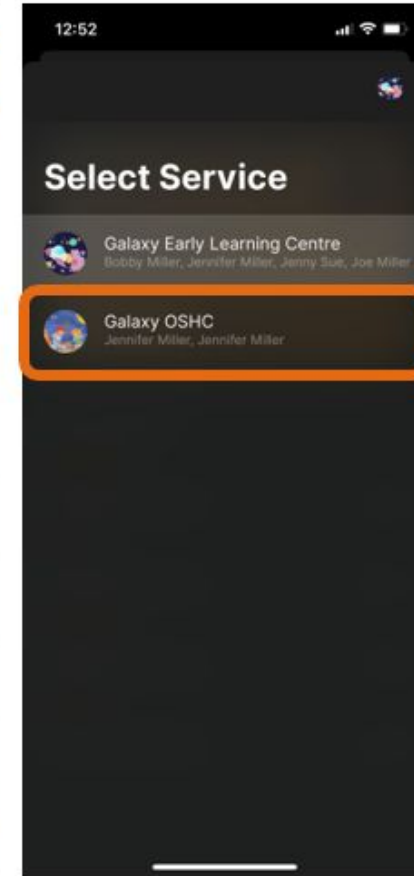 12:52
Select Service
Galaxy Early Learning Centre
Bobby Miller, Jennifer Miller, Jenny Sue, Joe Miller
Galaxy OSHC
Jennifer Miller, Jennifer Miller